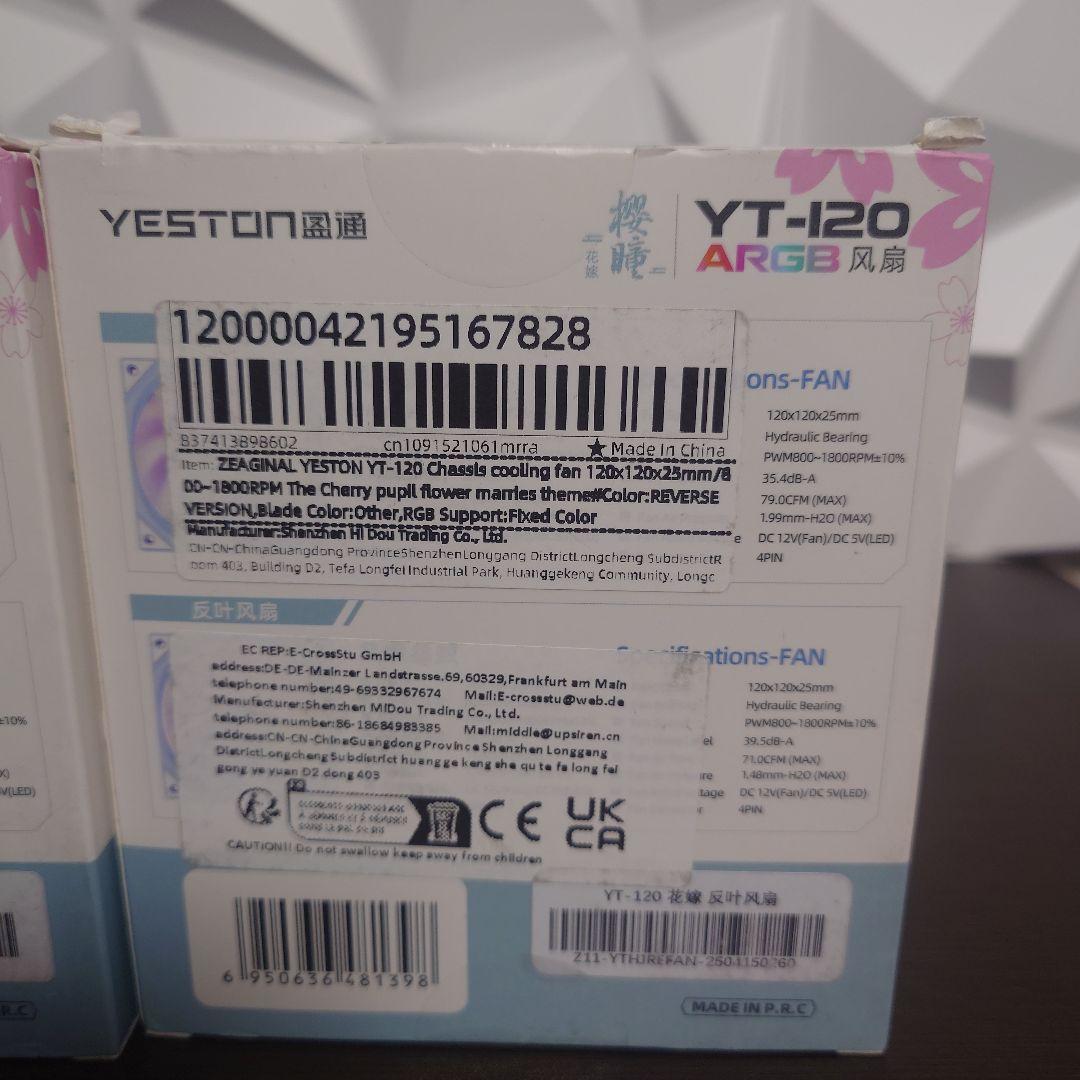 YESTON盈通
樱瞳
花嫁
YT-120
ARGB 风扇
12000042195167828
B37413898602 cn1091521061mrra ★ Made In China
Item: ZEAGINAL YESTON YT-120 Chassis cooling fan 120x120x25mm/8
00~1800RPM The Cherry pupil flower marries theme#Color:REVERSE
VERSION,Blade Color:Other,RGB Support:Fixed Color
Manufacturer:Shenzhen Hi Dou Trading Co., Ltd.
CN-CN-ChinaGuangdong ProvinceShenzhenLonggang DistrictLongcheng SubdistrictR
oom 403, Building D2, Tefa Longfei Industrial Park, Huanggekeng Community, Longc
ons-FAN
120x120x25mm
Hydraulic Bearing
PWM800~1800RPM±10%
35.4dB-A
79.0CFM (MAX)
1.99mm-H2O (MAX)
e DC 12V(Fan)/DC 5V(LED)
4PIN
反叶风扇
EC REP:E-CrossStu GmbH
address:DE-DE-Mainzer Landstrasse.69,60329,Frankfurt am Main
telephone number:49-69332967674 Mail:E-crossstu@web.de
Manufacturer:Shenzhen MiDou Trading Co., Ltd.
telephone number:86-18684983385 Mail:middle@upsiren.cn
address:CN-CN-ChinaGuangdong Province Shenzhen Longgang
DistrictLongcheng Subdistrict huang ge keng she qu te fa long fei
gong ye yuan D2 dong 403
CE UK
CA
CAUTION!! Do not swallow keep away from children
Specifications-FAN
120x120x25mm
Hydraulic Bearing
PWM800~1800RPM±10%
el 39.5dB-A
71.0CFM (MAX)
re 1.48mm-H2O (MAX)
tage DC 12V(Fan)/DC 5V(LED)
r 4PIN
6 950636 481398
YT-120 花嫁 反叶风扇
Z11-YTHJREFAN-2504150260
MADE IN P.R.C
±10%
X)
V(LED)
R.C